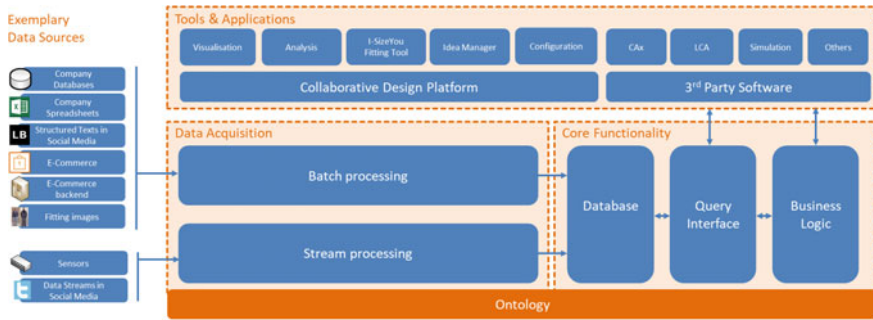 Exemplary
Data Sources
Company
Databases
Company
Spreadsheets
LB
Structured Texts in
Social Media
E-Commerce
E-Commerce
backend
Fitting images
Sensors
Data Streams in
Social Media
Tools & Applications
Visualisation
Analysis
I-SizeYou
Fitting Tool
Idea Manager
Configuration
CAx
LCA
Simulation
Others
Collaborative Design Platform
3rd Party Software
Data Acquisition
Batch processing
Stream processing
Core Functionality
Database
Query
Interface
Business
Logic
Ontology